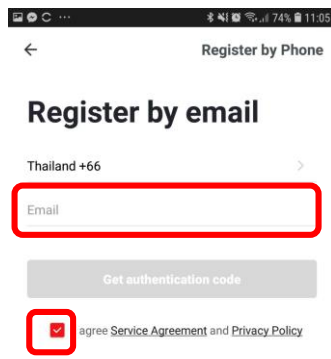 74% 11:05
Register by Phone
Register by email
Thailand +66
Email
Get authentication code
agree Service Agreement and Privacy Policy